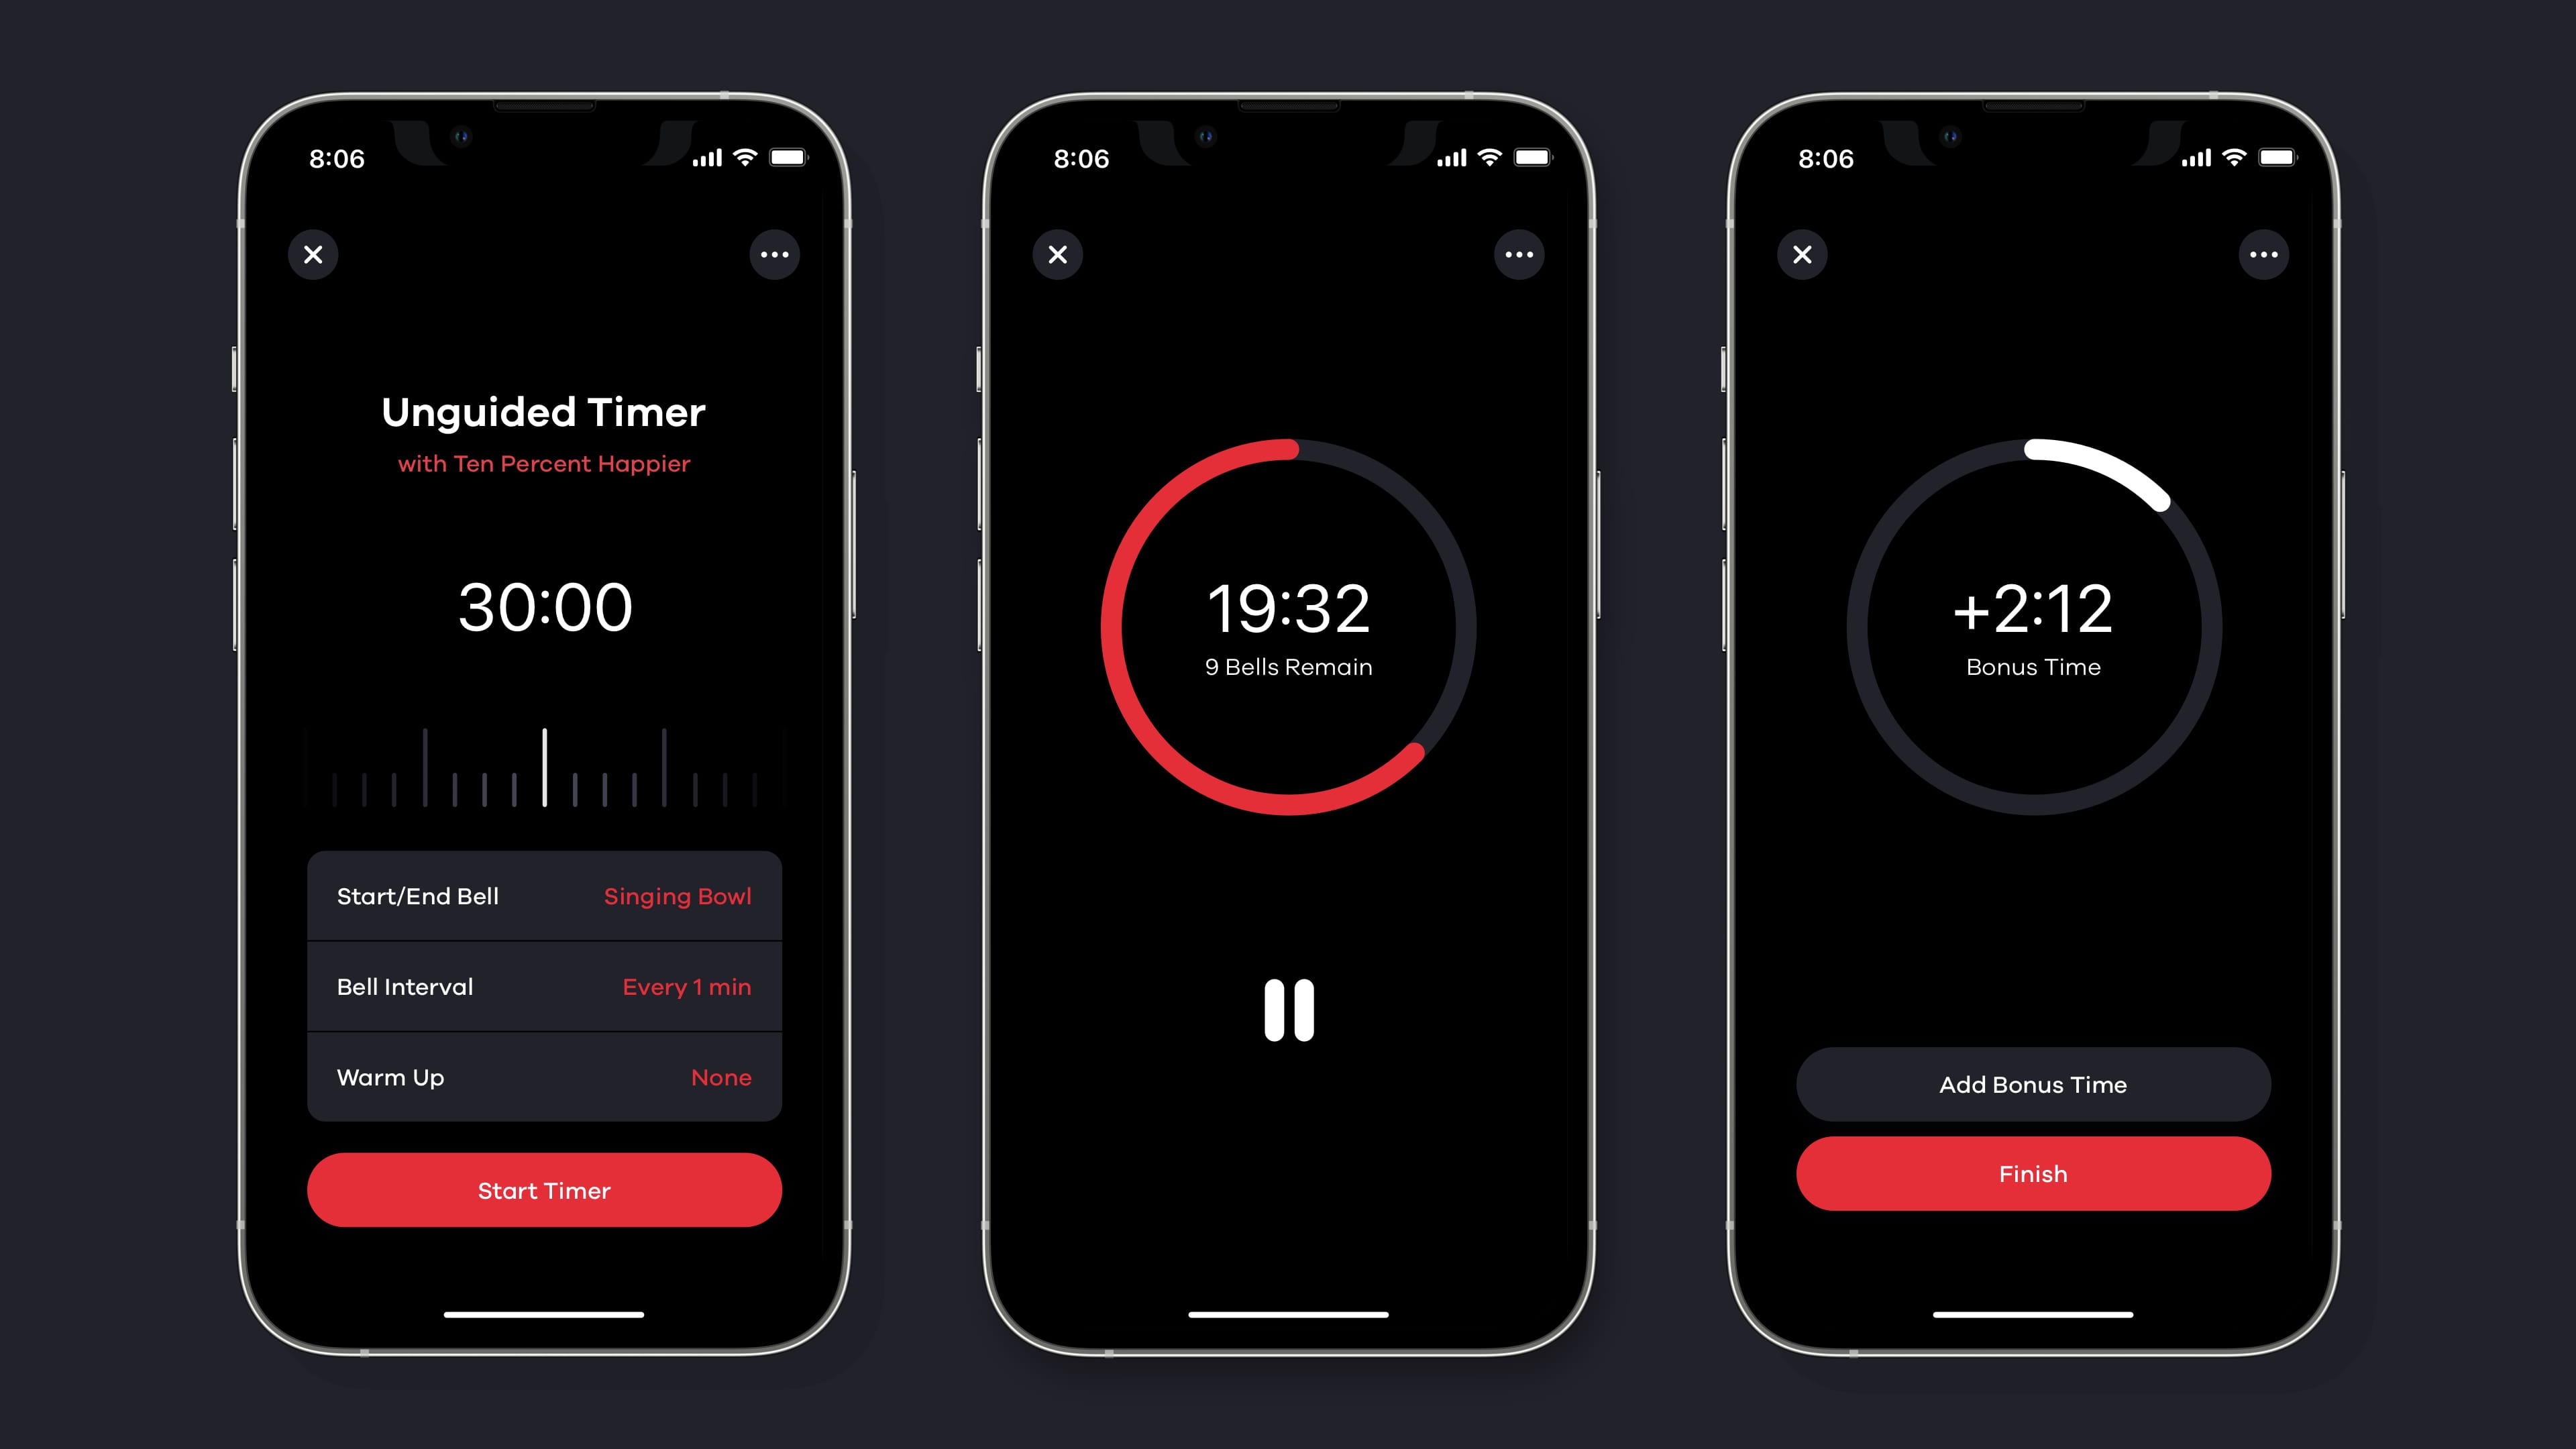 8:06
Unguided Timer
with Ten Percent Happier
30:00
Start/End Bell Singing Bowl
Bell Interval Every 1 min
Warm Up None
Start Timer
8:06
19:32
9 Bells Remain
8:06
+2:12
Bonus Time
Add Bonus Time
Finish